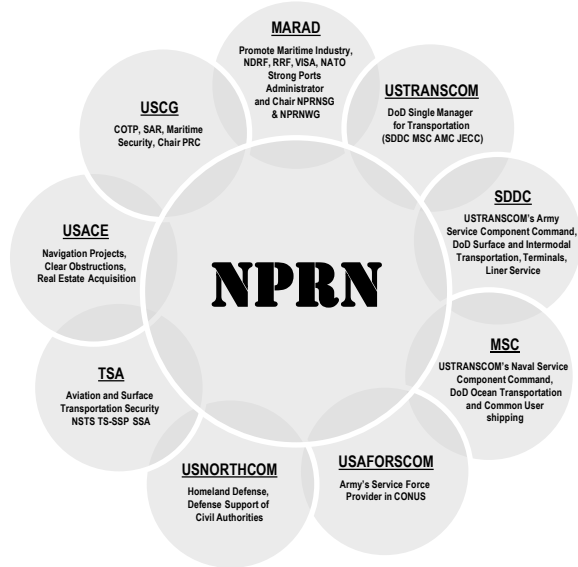 MARAD
Promote Maritime Industry,
NDRF, RRF, VISA, NATO
Strong Ports
Administrator
and Chair NPRNSG
& NPRNWG
USTRANSCOM
DoD Single Manager
for Transportation
(SDDC MSC AMC JECC)
SDDC
USTRANSCOM's Army
Service Component Command,
DoD Surface and Intermodal
Transportation, Terminals,
Liner Service
MSC
USTRANSCOM's Naval Service
Component Command,
DoD Ocean Transportation
and Common User
shipping
USAFORSCOM
Army's Service Force
Provider in CONUS
USNORTHCOM
Homeland Defense,
Defense Support of
Civil Authorities
TSA
Aviation and Surface
Transportation Security
NSTS TS-SSP SSA
USACE
Navigation Projects,
Clear Obstructions,
Real Estate Acquisition
USCG
COTP, SAR, Maritime
Security, Chair PRC
NPRN